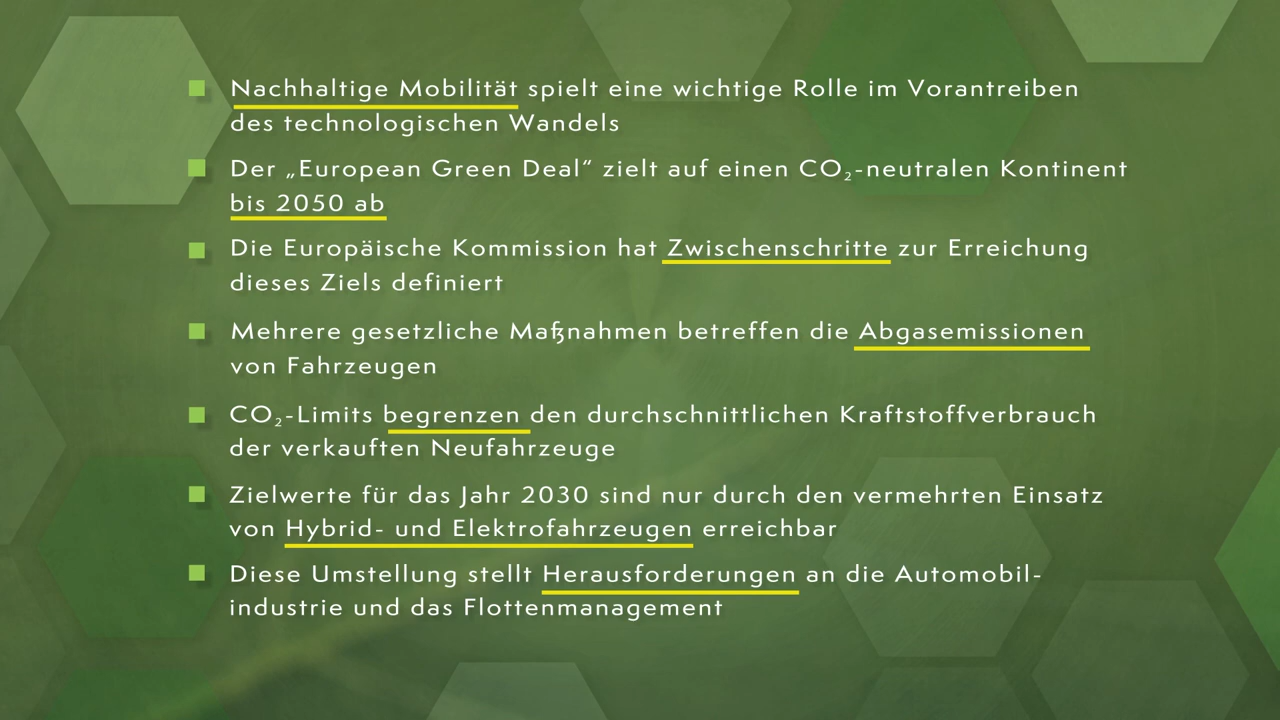 Nachhaltige Mobilität spielt eine wichtige Rolle im Vorantreiben
des technologischen Wandels
Der „European Green Deal“ zielt auf einen CO₂-neutralen Kontinent
bis 2050 ab
Die Europäische Kommission hat Zwischenschritte zur Erreichung
dieses Ziels definiert
Mehrere gesetzliche Maßnahmen betreffen die Abgasemissionen
von Fahrzeugen
CO₂-Limits begrenzen den durchschnittlichen Kraftstoffverbrauch
der verkauften Neufahrzeuge
Zielwerte für das Jahr 2030 sind nur durch den vermehrten Einsatz
von Hybrid- und Elektrofahrzeugen erreichbar
Diese Umstellung stellt Herausforderungen an die Automobil-
industrie und das Flottenmanagement